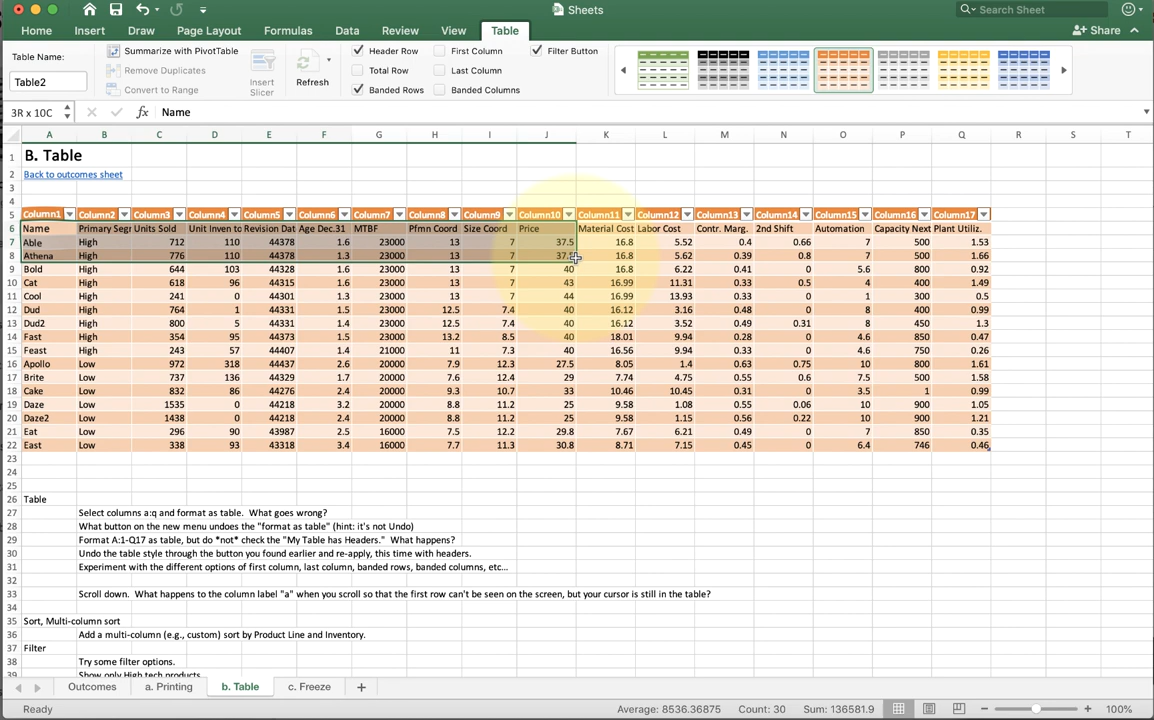 Sheets
Search Sheet
Home Insert Draw Page Layout Formulas Data Review View Table Share
Table Name:
Table2
Summarize with PivotTable
Remove Duplicates
Convert to Range
Insert
Slicer
Refresh
Header Row First Column Filter Button
Total Row Last Column
Banded Rows Banded Columns
3R x 10C fx Name
A B C D E F G H I J K L M N O P Q R S T
1 B. Table
2 Back to outcomes sheet
3
4
5 Column1 Column2 Column3 Column4 Column5 Column6 Column7 Column8 Column9 Column10 Column11 Column12 Column13 Column14 Column15 Column16 Column17
6 Name Primary Segr Units Sold Unit Inven to Revision Dat Age Dec.31 MTBF Pfmn Coord Size Coord Price Material Cost Labor Cost Contr. Marg. 2nd Shift Automation Capacity Next Plant Utiliz.
7 Able High 712 110 44378 1.6 23000 13 7 37.5 16.8 5.52 0.4 0.66 7 500 1.53
8 Athena High 776 110 44378 1.3 23000 13 7 16.8 5.62 0.39 0.8 7 500 1.66
9 Bold High 644 103 44328 1.6 23000 13 7 40 16.8 6.22 0.41 0 5.6 800 0.92
10 Cat High 618 96 44315 1.6 23000 13 7 43 16.99 11.31 0.33 0.5 4 400 1.49
11 Cool High 241 0 44301 1.3 23000 13 7 44 16.99 13.93 0.33 0 1 300 0.5
12 Dud High 764 1 44331 1.5 23000 12.5 7.4 40 16.12 3.16 0.48 0 8 400 0.99
13 Dud2 High 800 5 44331 1.4 23000 12.5 7.4 40 16.12 3.52 0.49 0.31 8 450 1.3
14 Fast High 354 95 44373 1.5 23000 13.2 8.5 40 18.01 9.94 0.28 0 4.6 850 0.47
15 Feast High 243 57 44407 1.4 21000 11 7.3 40 16.56 9.94 0.33 0 4.6 750 0.26
16 Apollo Low 972 318 44437 2.6 20000 7.9 12.3 27.5 8.05 1.4 0.63 0.75 10 800 1.61
17 Brite Low 737 136 44329 1.7 20000 7.6 12.4 29 7.74 4.75 0.55 0.6 7.5 500 1.58
18 Cake Low 832 86 44276 2.4 20000 9.3 10.7 33 10.46 10.45 0.31 0 3.5 1 0.99
19 Daze Low 1535 0 44218 3.2 20000 8.8 11.2 25 9.58 1.08 0.55 0.06 10 900 1.05
20 Daze2 Low 1438 0 44218 2.4 20000 8.8 11.2 25 9.58 1.15 0.56 0.22 10 900 1.21
21 Eat Low 296 90 43987 2.5 16000 7.5 12.2 29.8 7.67 6.21 0.49 0 7 850 0.35
22 East Low 338 93 43318 3.4 16000 7.7 11.3 30.8 8.71 7.15 0.45 0 6.4 746 0.46
23
24
25
26 Table
27 Select columns a:q and format as table. What goes wrong?
28 What button on the new menu undoes the "format as table" (hint: it's not Undo)
29 Format A:1-Q17 as table, but do *not* check the "My Table has Headers." What happens?
30 Undo the table style through the button you found earlier and re-apply, this time with headers.
31 Experiment with the different options of first column, last column, banded rows, banded columns, etc...
32
33 Scroll down. What happens to the column label "a" when you scroll so that the first row can't be seen on the screen, but your cursor is still in the table?
34
35 Sort, Multi-column sort
36 Add a multi-column (e.g., custom) sort by Product Line and Inventory.
37 Filter
38 Try some filter options.
39 Show only High tech products
Outcomes a. Printing b. Table c. Freeze
Ready Average: 8536.36875 Count: 30 Sum: 136581.9 100%